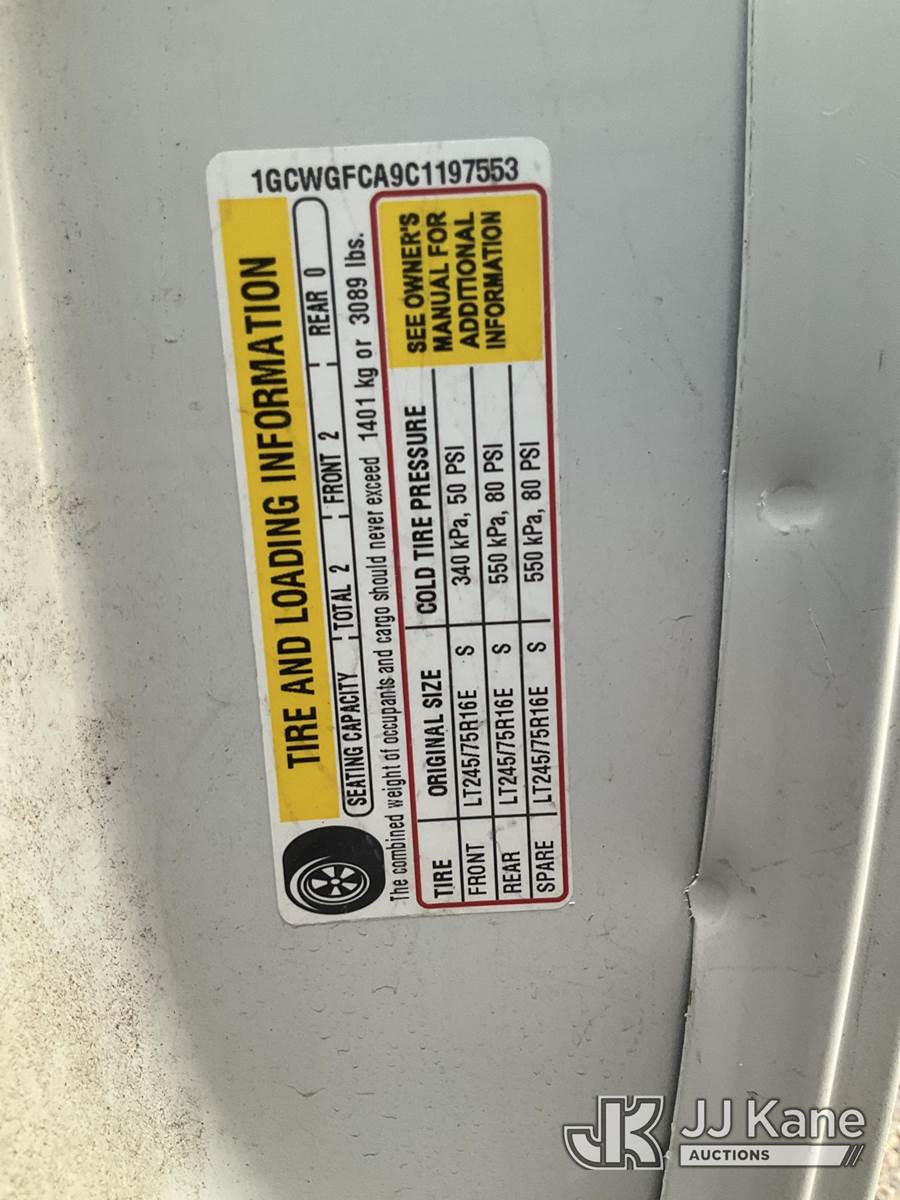 1GCWGFCA9C1197553
TIRE AND LOADING INFORMATION
SEATING CAPACITY TOTAL 2 FRONT 2 REAR 0
The combined weight of occupants and cargo should never exceed 1401 kg or 3089 lbs.
TIRE ORIGINAL SIZE COLD TIRE PRESSURE
FRONT LT245/75R16E S 340 kPa, 50 PSI
REAR LT245/75R16E S 550 kPa, 80 PSI
SPARE LT245/75R16E S 550 kPa, 80 PSI
SEE OWNER'S
MANUAL FOR
ADDITIONAL
INFORMATION
JK JJ Kane
AUCTIONS